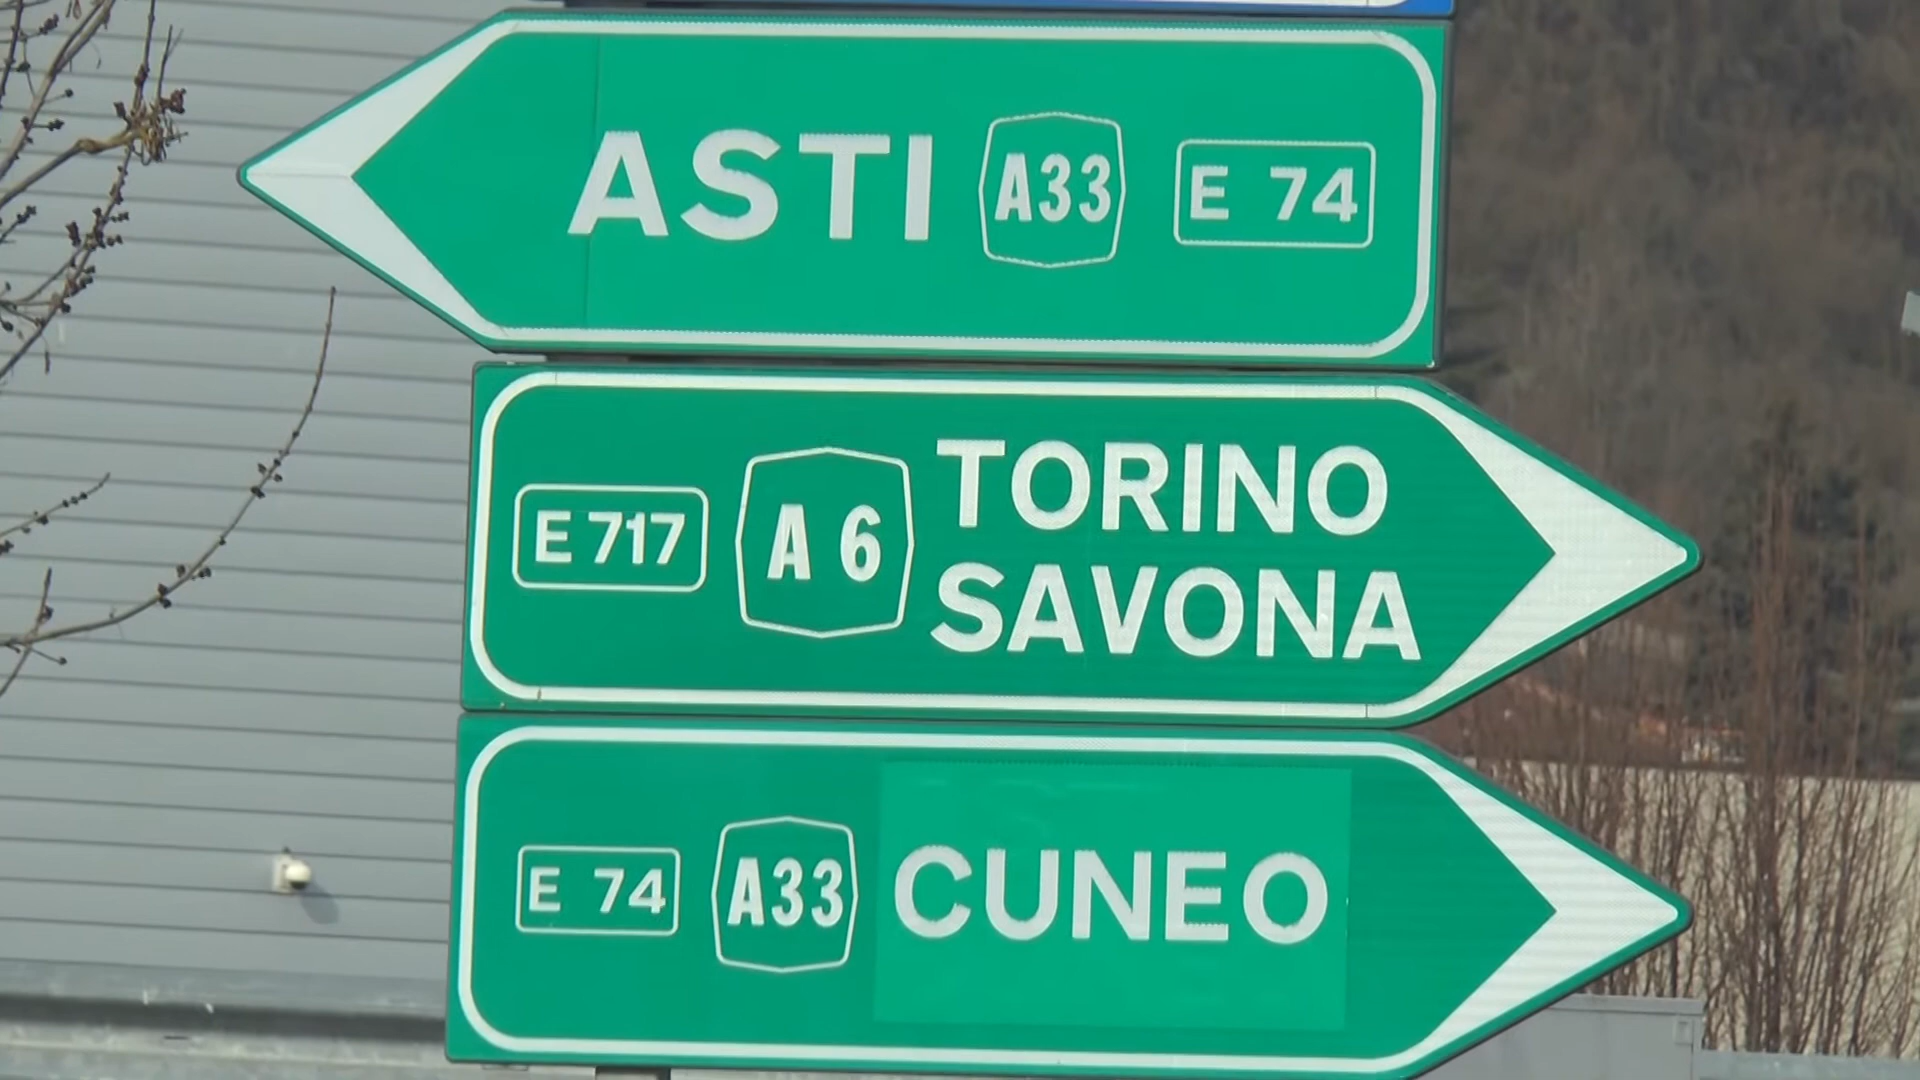 ASTI A33 E 74
E 717 A 6 TORINO
SAVONA
E 74 A33 CUNEO